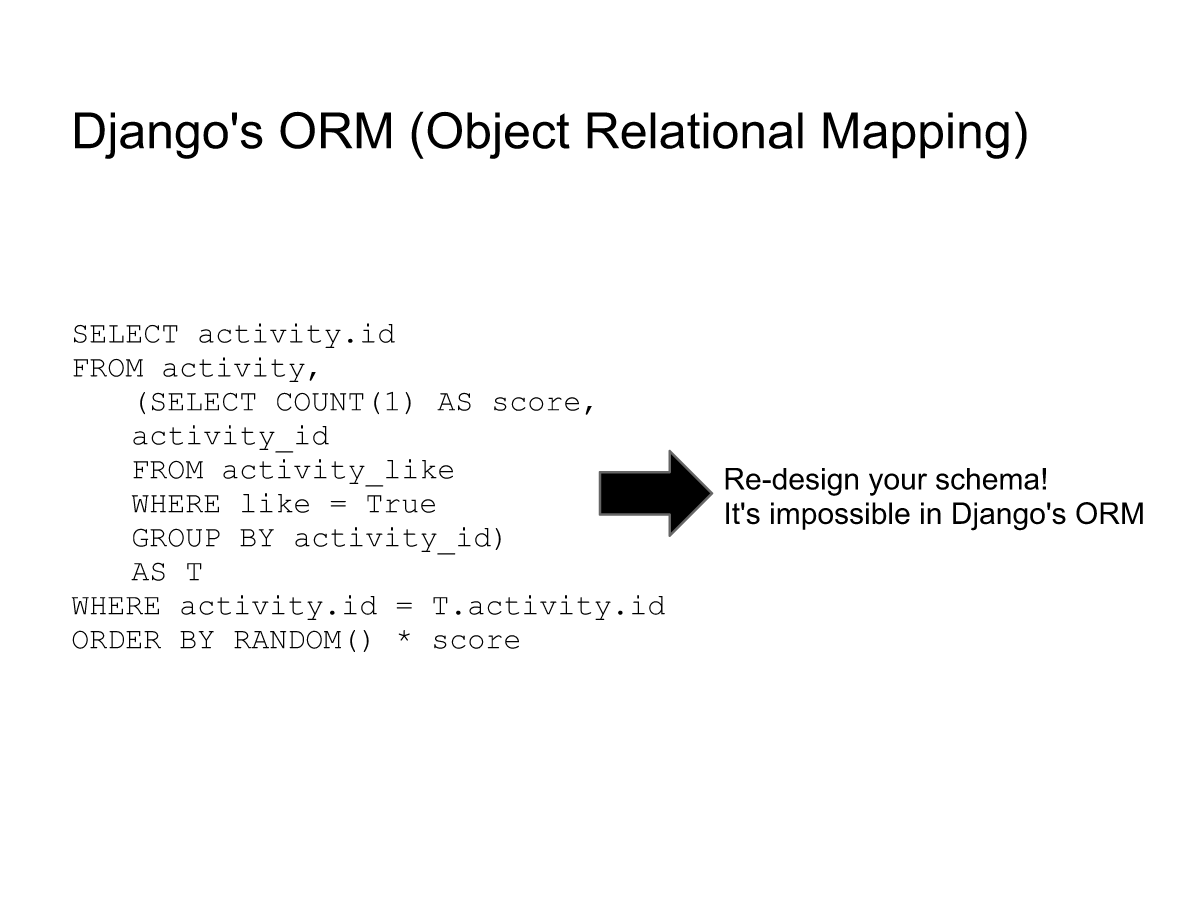 Django's ORM (Object Relational Mapping)
SELECT activity.id
FROM activity,
(SELECT COUNT(1) AS score,
activity_id
FROM activity_like
WHERE like = True
GROUP BY activity_id)
AS T
WHERE activity.id = T.activity.id
ORDER BY RANDOM() * score
Re-design your schema!
It's impossible in Django's ORM